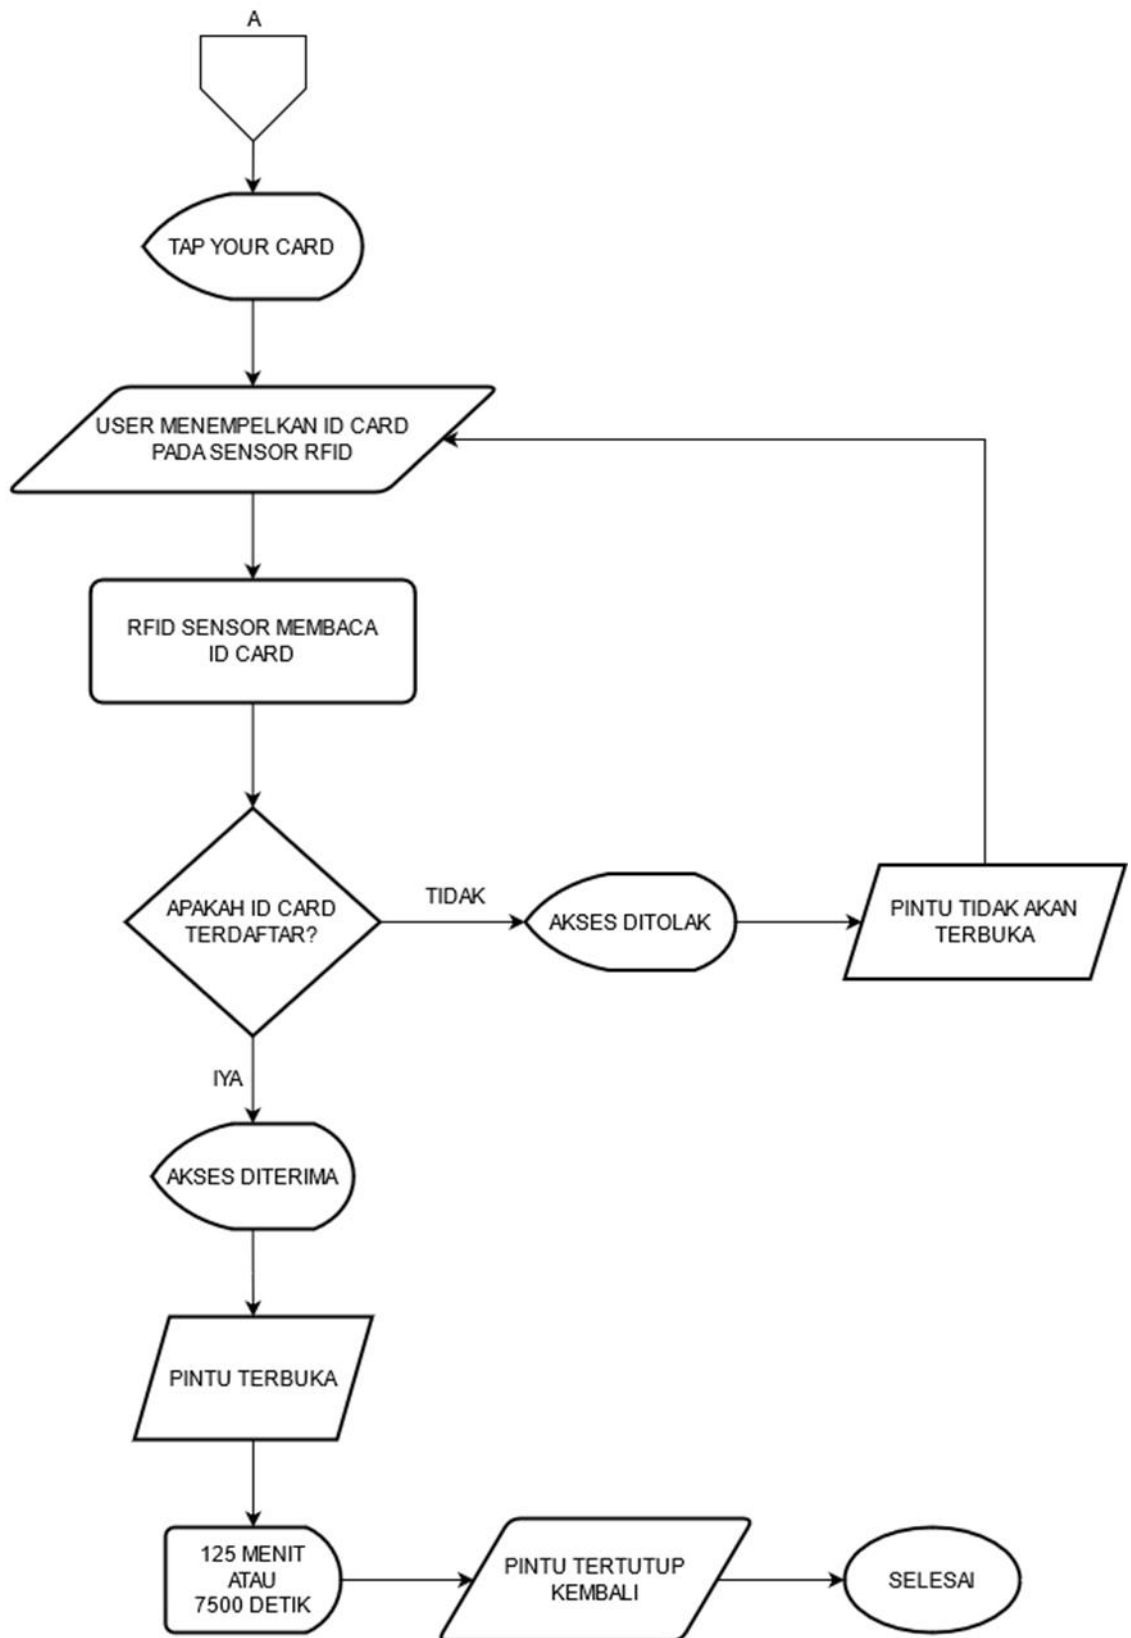 A
TAP YOUR CARD
USER MENEMPELKAN ID CARD
PADA SENSOR RFID
RFID SENSOR MEMBACA
ID CARD
APAKAH ID CARD
TERDAFTAR?
TIDAK
AKSES DITOLAK
PINTU TIDAK AKAN
TERBUKA
IYA
AKSES DITERIMA
PINTU TERBUKA
125 MENIT
ATAU
7500 DETIK
PINTU TERTUTUP
KEMBALI
SELESAI